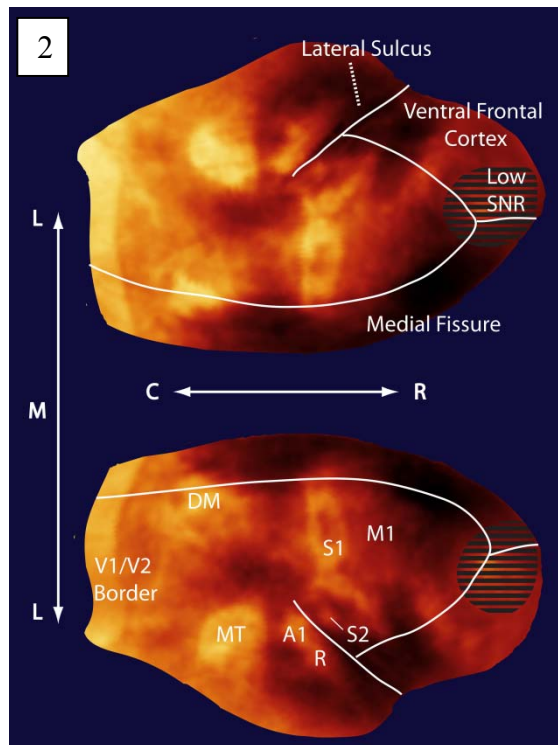 2
Lateral Sulcus
Ventral Frontal
Cortex
Low
SNR
L
Medial Fissure
C
R
M
DM
S1
M1
V1/V2
Border
L
MT
A1
S2
R